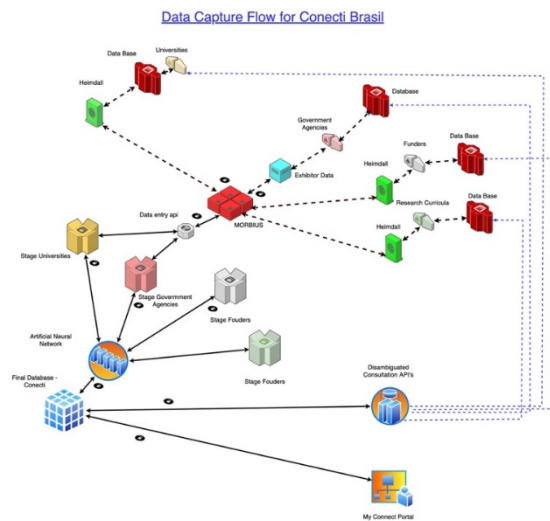 Data Capture Flow for Conecti Brasil
Data Base
Universities
Heimdall
Database
Government
Agencies
Exhibitor Data
Funders
Data Base
Heimdall
Research Curricula
Data Base
Heimdall
MORBIUS
Data entry api
Stage Universities
Stage Government
Agencies
Stage Fouders
Artificial Neural
Network
Stage Fouders
Final Database -
Conecti
Disambiguated
Consultation API's
My Connect Portal